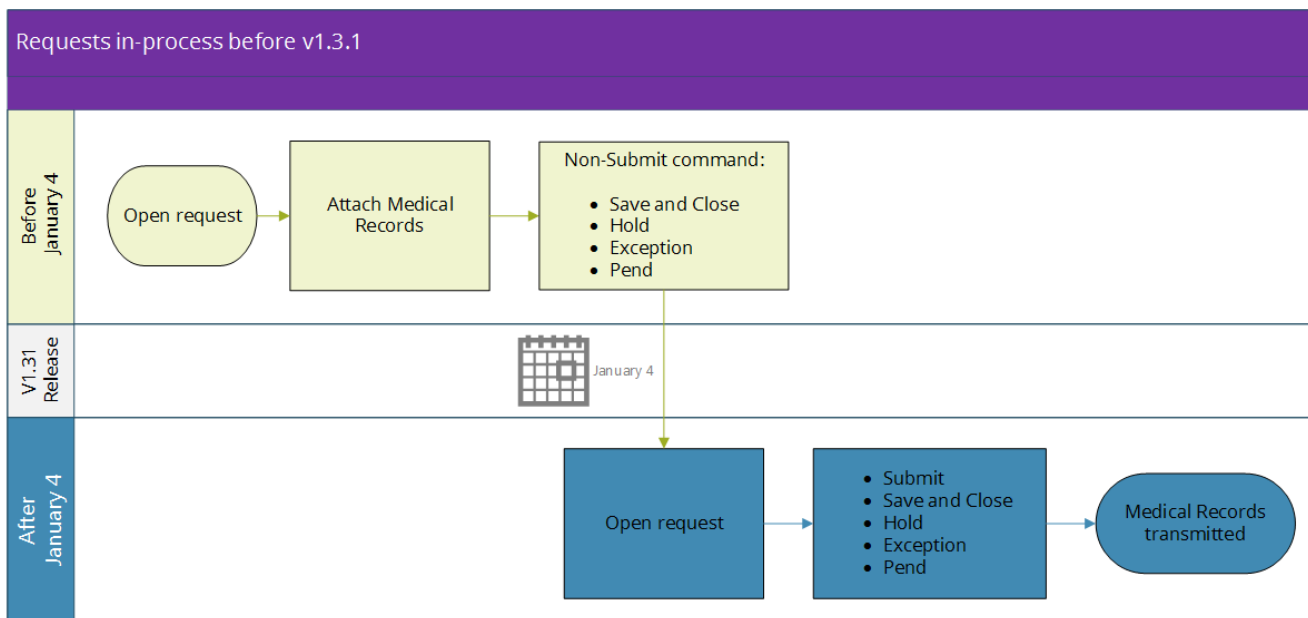 Requests in-process before v1.3.1
Before
January 4
Open request
Attach Medical
Records
Non-Submit command:
• Save and Close
• Hold
• Exception
• Pend
V1.31
Release
January 4
After
January 4
Open request
• Submit
• Save and Close
• Hold
• Exception
• Pend
Medical Records
transmitted